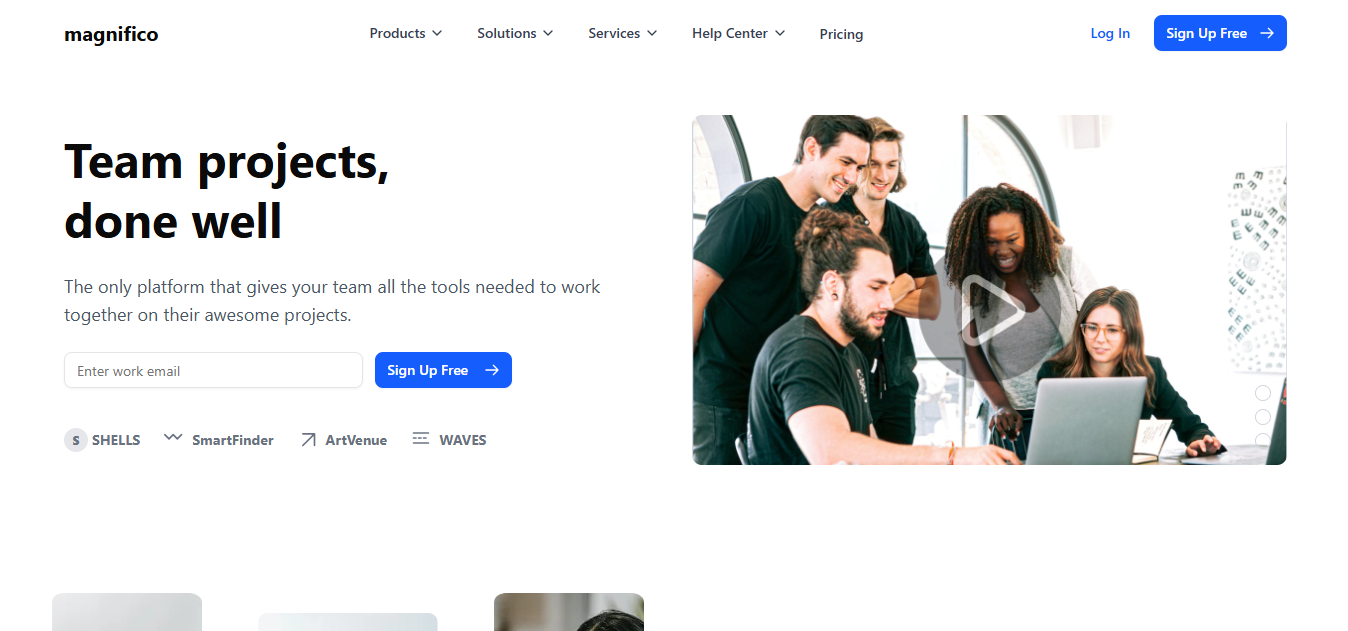 magnifico
Products
Solutions
Services
Help Center
Pricing
Log In
Sign Up Free
Team projects,
done well
The only platform that gives your team all the tools needed to work
together on their awesome projects.
Enter work email
Sign Up Free
S SHELLS
SmartFinder
ArtVenue
WAVES